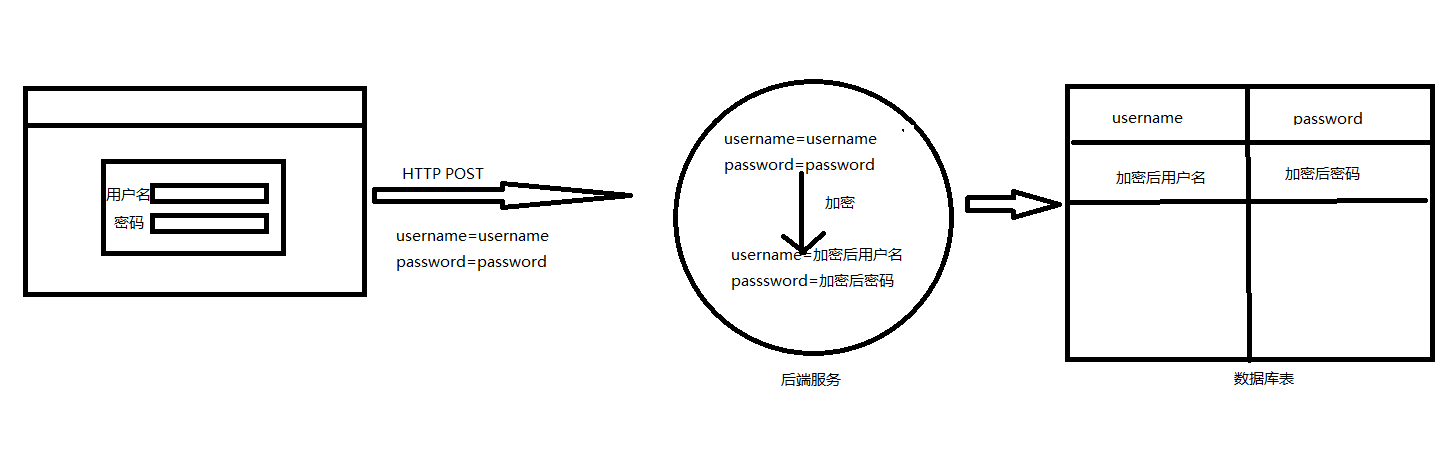 用户名
密码
HTTP POST
username=username
password=password
username=username
password=password
加密
username=加密后用户名
passsword=加密后密码
后端服务
username
password
加密后用户名
加密后密码
数据库表